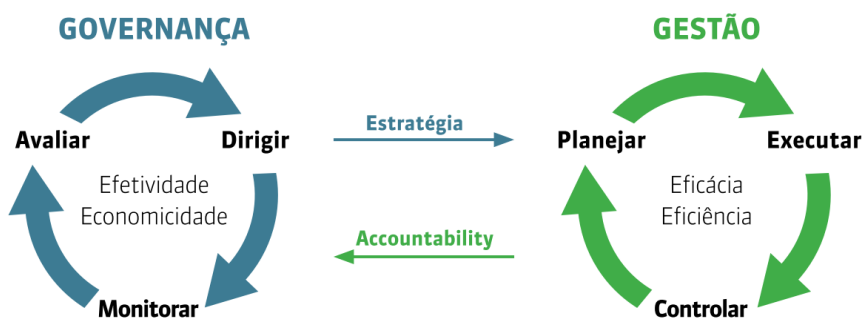 GOVERNANÇA
Avaliar
Dirigir
Efetividade
Economicidade
Monitorar
Estratégia
Accountability
GESTÃO
Planejar
Executar
Eficácia
Eficiência
Controlar